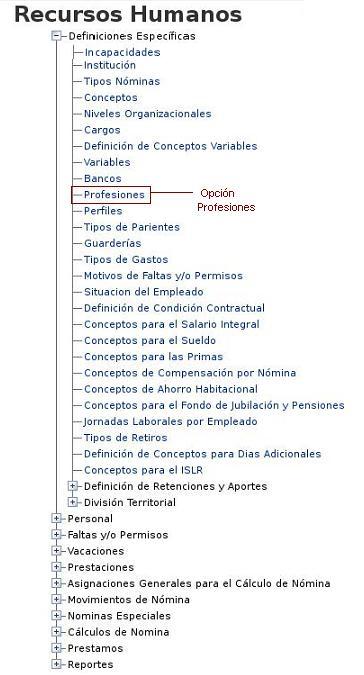 Recursos Humanos
Definiciones Específicas
Incapacidades
Institución
Tipos Nóminas
Conceptos
Niveles Organizacionales
Cargos
Definición de Conceptos Variables
Variables
Bancos
Profesiones
Opción
Profesiones
Perfiles
Tipos de Parientes
Guarderías
Tipos de Gastos
Motivos de Faltas y/o Permisos
Situacion del Empleado
Definición de Condición Contractual
Conceptos para el Salario Integral
Conceptos para el Sueldo
Conceptos para las Primas
Conceptos de Compensación por Nómina
Conceptos de Ahorro Habitacional
Conceptos para el Fondo de Jubilación y Pensiones
Jornadas Laborales por Empleado
Tipos de Retiros
Definición de Conceptos para Dias Adicionales
Conceptos para el ISLR
Definición de Retenciones y Aportes
División Territorial
Personal
Faltas y/o Permisos
Vacaciones
Prestaciones
Asignaciones Generales para el Cálculo de Nómina
Movimientos de Nómina
Nominas Especiales
Cálculos de Nomina
Prestamos
Reportes